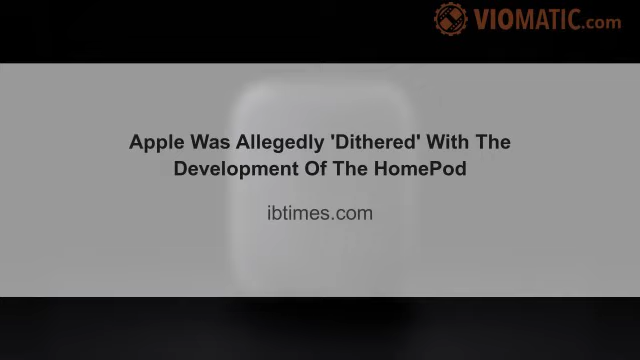 VIOMATIC.com
Apple Was Allegedly 'Dithered' With The
Development Of The HomePod
ibtimes.com